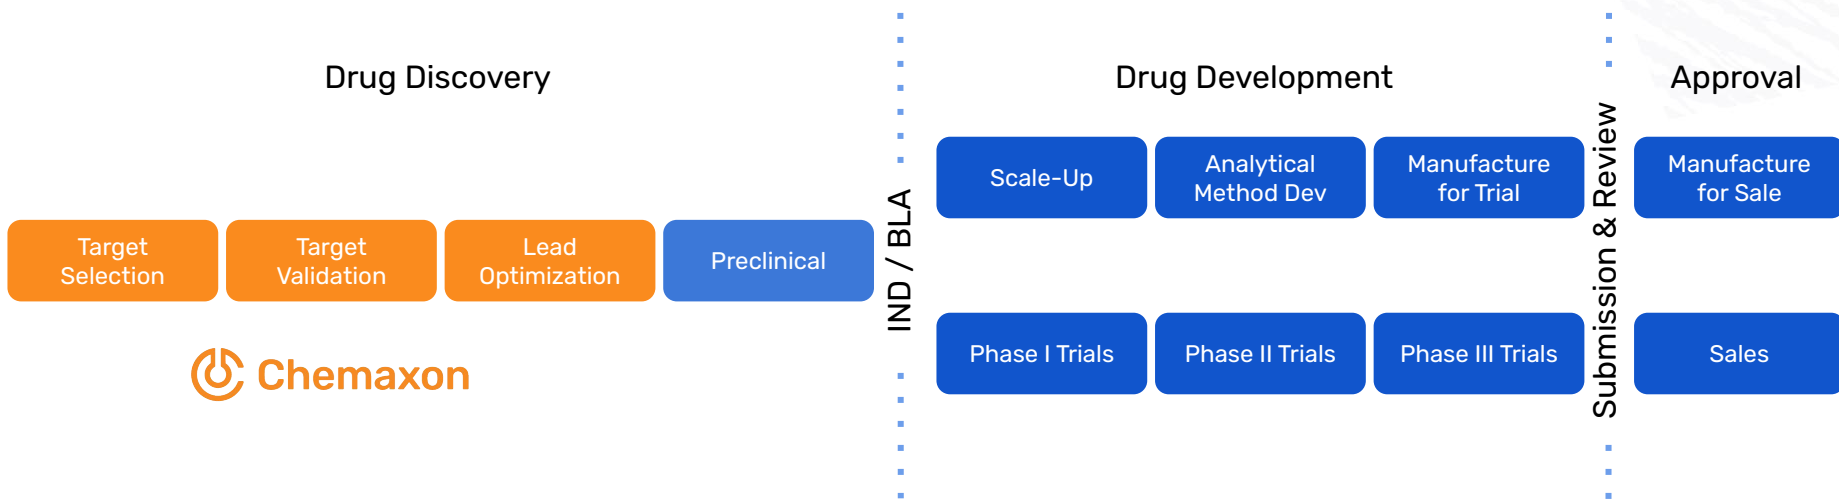 Drug Discovery
Target
Selection
Target
Validation
Lead
Optimization
Preclinical
Chemaxon
IND / BLA
Drug Development
Scale-Up
Analytical
Method Dev
Manufacture
for Trial
Phase I Trials
Phase II Trials
Phase III Trials
Submission & Review
Approval
Manufacture
for Sale
Sales